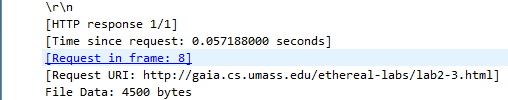 \r\n
[HTTP response 1/1]
[Time since request: 0.057188000 seconds]
[Request in frame: 8]
[Request URI: http://gaia.cs.umass.edu/ethereal-labs/lab2-3.html]
File Data: 4500 bytes